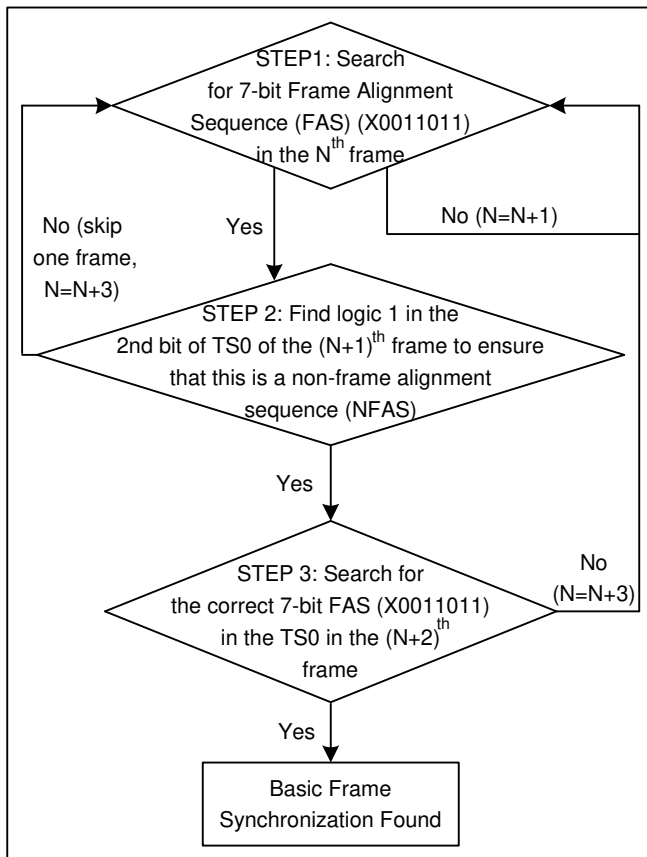 STEP1: Search
for 7-bit Frame Alignment
Sequence (FAS) (X0011011)
in the Nth frame
No (N=N+1)
Yes
No (skip
one frame,
N=N+3)
STEP 2: Find logic 1 in the
2nd bit of TS0 of the (N+1)th frame to ensure
that this is a non-frame alignment
sequence (NFAS)
Yes
STEP 3: Search for
the correct 7-bit FAS (X0011011)
in the TS0 in the (N+2)th
frame
No
(N=N+3)
Yes
Basic Frame
Synchronization Found